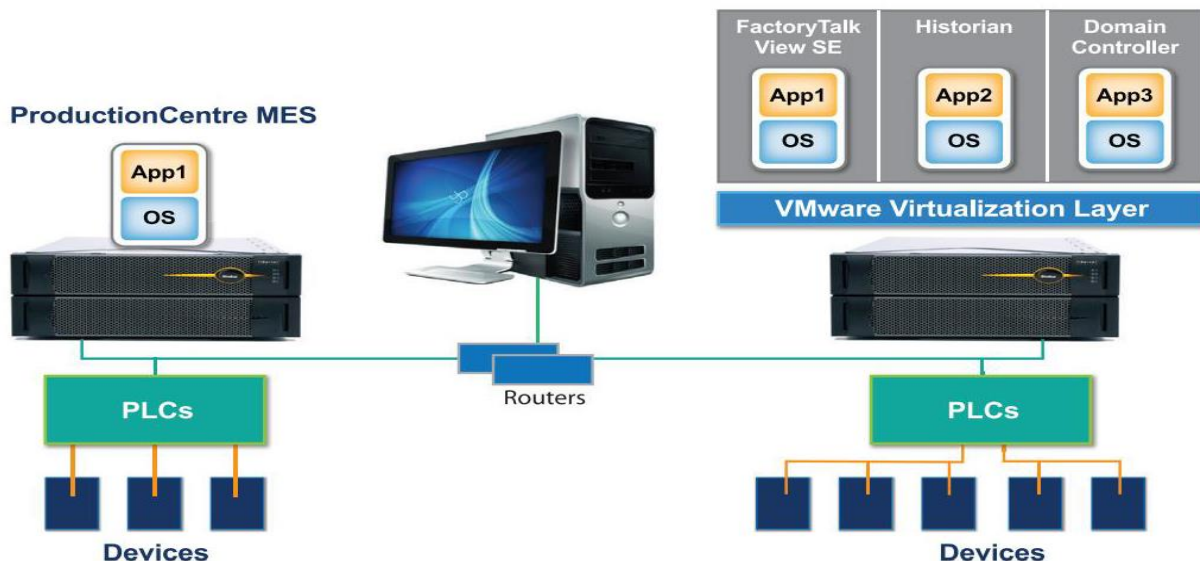 FactoryTalk
View SE
Historian
Domain
Controller
App1
OS
App2
OS
App3
OS
VMware Virtualization Layer
ProductionCentre MES
App1
OS
Routers
PLCs
PLCs
Devices
Devices